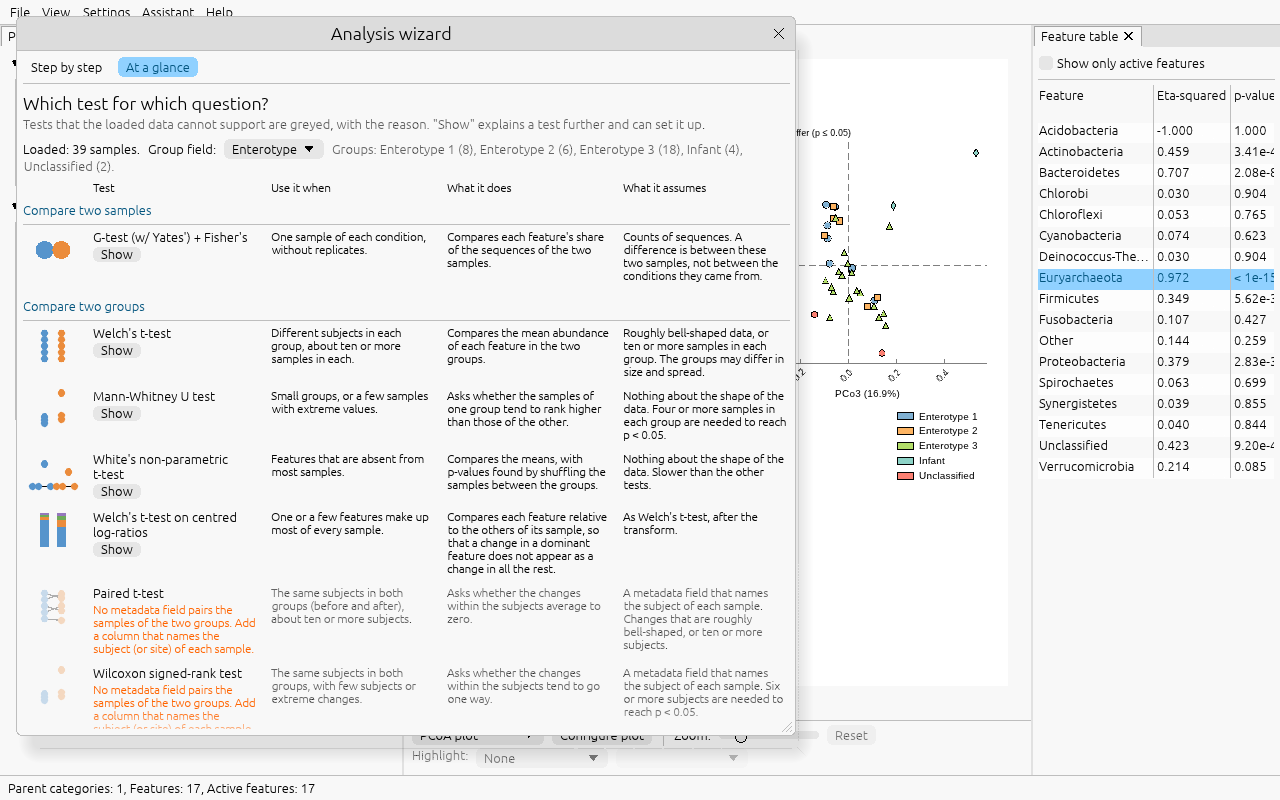 File View Settings Assistant Help
Analysis wizard
Step by step At a glance
Which test for which question?
Tests that the loaded data cannot support are greyed, with the reason. "Show" explains a test further and can set it up.
Loaded: 39 samples. Group field: Enterotype Groups: Enterotype 1 (8), Enterotype 2 (6), Enterotype 3 (18), Infant (4),
Unclassified (2).
Test Use it when What it does What it assumes
Compare two samples
G-test (w/ Yates') + Fisher's
Show
One sample of each condition,
without replicates.
Compares each feature's share
of the sequences of the two
samples.
Counts of sequences. A
difference is between these
two samples, not between the
conditions they came from.
Compare two groups
Welch's t-test
Show
Different subjects in each
group, about ten or more
samples in each.
Compares the mean abundance
of each feature in the two
groups.
Roughly bell-shaped data, or
ten or more samples in each
group. The groups may differ in
size and spread.
Mann-Whitney U test
Show
Small groups, or a few samples
with extreme values.
Asks whether the samples of
one group tend to rank higher
than those of the other.
Nothing about the shape of the
data. Four or more samples in
each group are needed to reach
p < 0.05.
White's non-parametric
t-test
Show
Features that are absent from
most samples.
Compares the means, with
p-values found by shuffling the
samples between the groups.
Nothing about the shape of the
data. Slower than the other
tests.
Welch's t-test on centred
log-ratios
Show
One or a few features make up
most of every sample.
Compares each feature relative
to the others of its sample, so
that a change in a dominant
feature does not appear as a
change in all the rest.
As Welch's t-test, after the
transform.
Paired t-test
No metadata field pairs the
samples of the two groups. Add
a column that names the
subject (or site) of each sample.
The same subjects in both
groups (before and after),
about ten or more subjects.
Asks whether the changes
within the subjects average to
zero.
A metadata field that names
the subject of each sample.
Changes that are roughly
bell-shaped, or ten or more
subjects.
Wilcoxon signed-rank test
No metadata field pairs the
samples of the two groups. Add
a column that names the
subject (or site) of each sample.
The same subjects in both
groups, with few subjects or
extreme changes.
Asks whether the changes
within the subjects tend to go
one way.
A metadata field that names
the subject of each sample. Six
or more subjects are needed to
reach p < 0.05.
(p ≤ 0.05)
0.0 0.2 0.4
PCo3 (16.9%)
Enterotype 1
Enterotype 2
Enterotype 3
Infant
Unclassified
PCoA plot Configure plot Zoom: Reset
Highlight: None
Feature table
Show only active features
Feature Eta-squared p-value
Acidobacteria -1.000 1.000
Actinobacteria 0.459 3.41e-4
Bacteroidetes 0.707 2.08e-8
Chlorobi 0.030 0.904
Chloroflexi 0.053 0.765
Cyanobacteria 0.074 0.623
Deinococcus-The... 0.030 0.904
Euryarchaeota 0.972 < 1e-15
Firmicutes 0.349 5.62e-3
Fusobacteria 0.107 0.427
Other 0.144 0.259
Proteobacteria 0.379 2.83e-3
Spirochaetes 0.063 0.699
Synergistetes 0.039 0.855
Tenericutes 0.040 0.844
Unclassified 0.423 9.20e-4
Verrucomicrobia 0.214 0.085
Parent categories: 1, Features: 17, Active features: 17